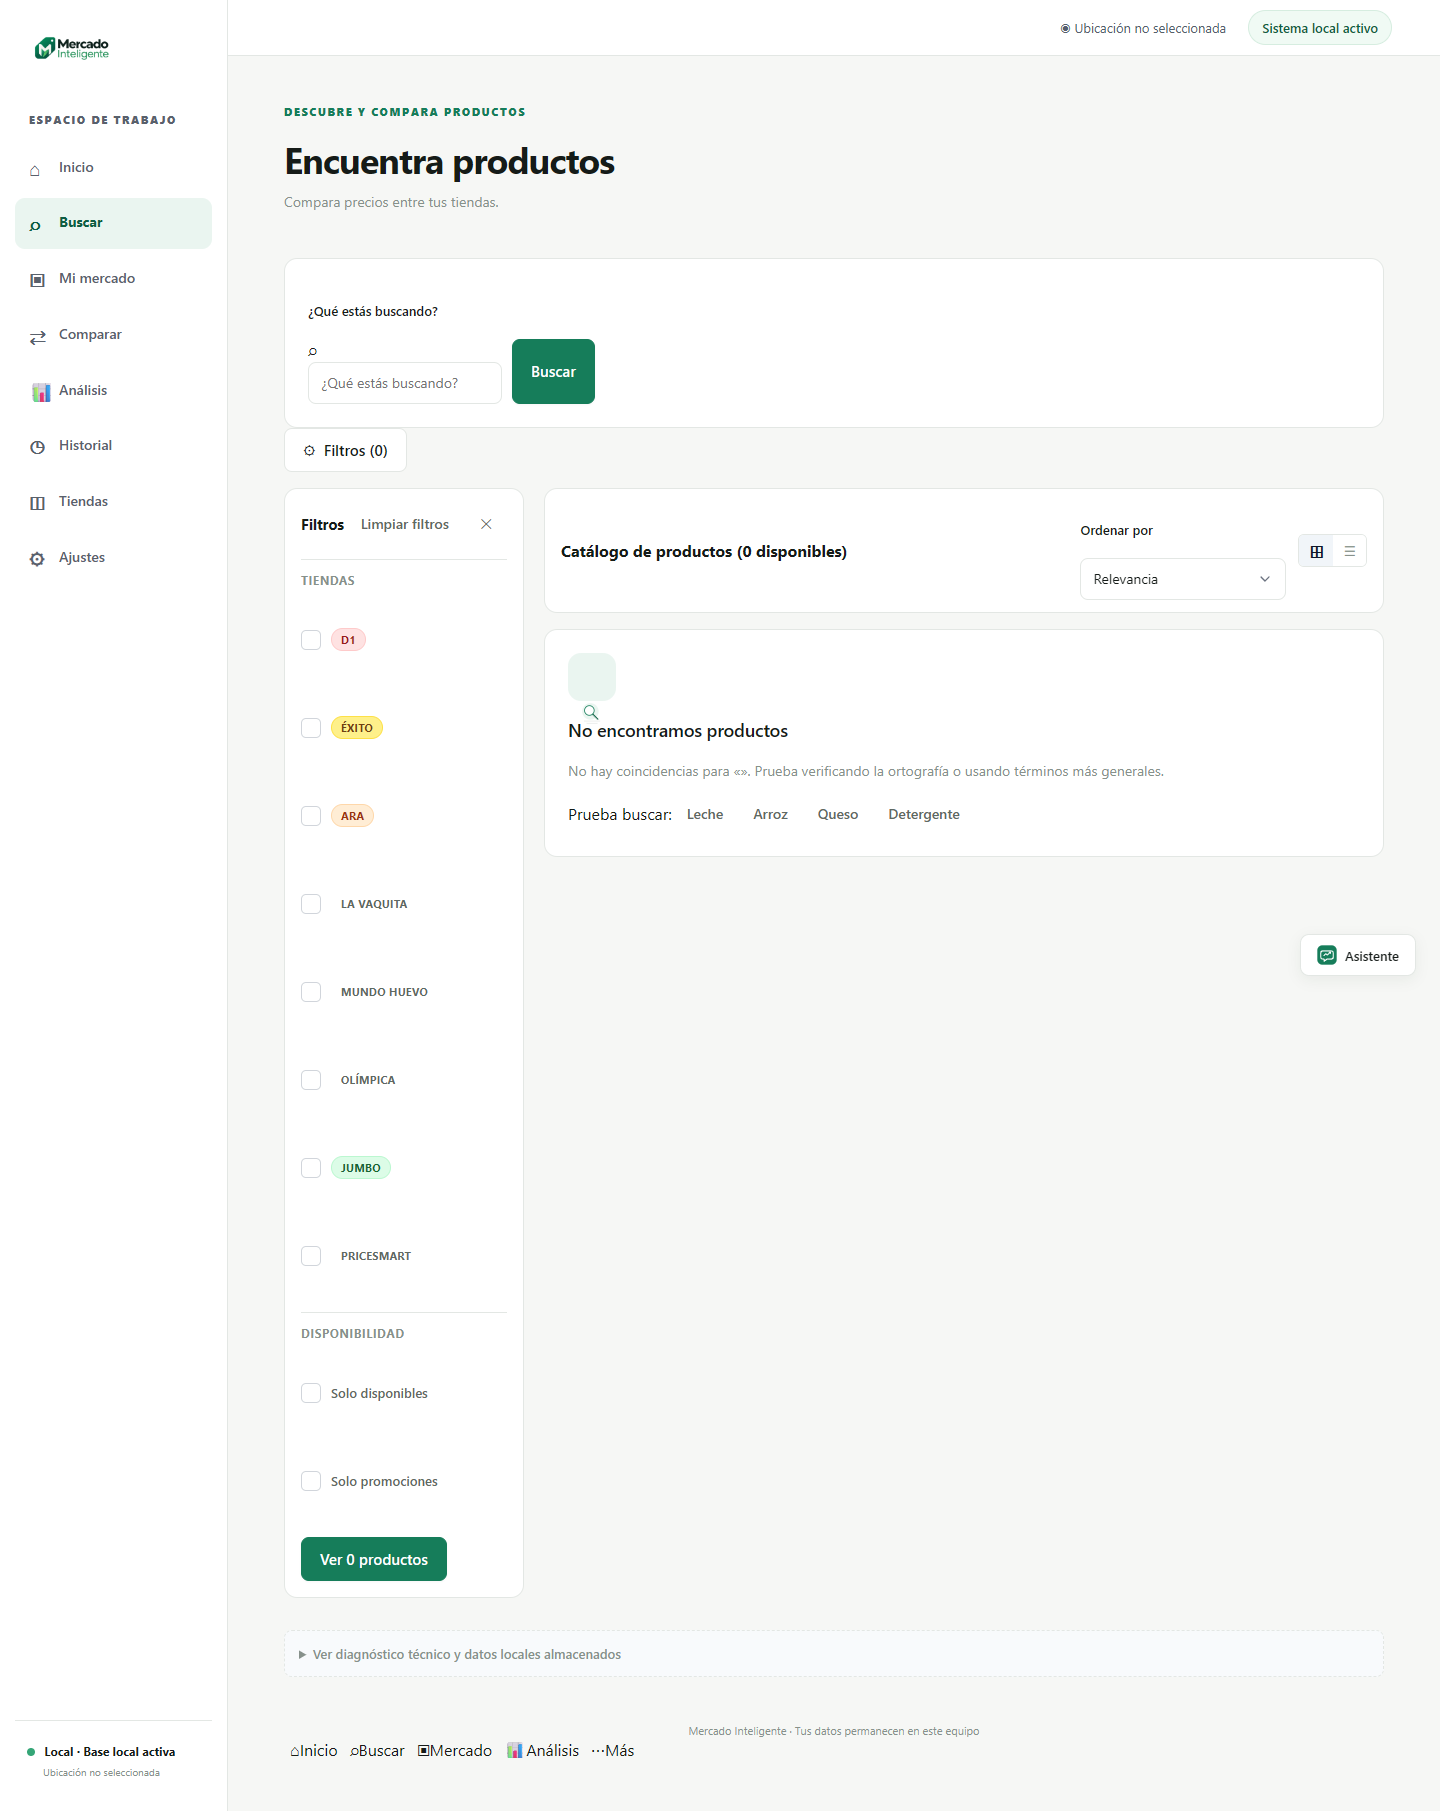 Mercado
Inteligente
ESPACIO DE TRABAJO
Inicio
Buscar
Mi mercado
Comparar
Análisis
Historial
Tiendas
Ajustes
Local · Base local activa
Ubicación no seleccionada
Ubicación no seleccionada
Sistema local activo
DESCUBRE Y COMPARA PRODUCTOS
Encuentra productos
Compara precios entre tus tiendas.
¿Qué estás buscando?
¿Qué estás buscando?
Buscar
Filtros (0)
Filtros Limpiar filtros
TIENDAS
D1
ÉXITO
ARA
LA VAQUITA
MUNDO HUEVO
OLÍMPICA
JUMBO
PRICESMART
DISPONIBILIDAD
Solo disponibles
Solo promociones
Ver 0 productos
Catálogo de productos (0 disponibles)
Ordenar por
Relevancia
No encontramos productos
No hay coincidencias para «». Prueba verificando la ortografía o usando términos más generales.
Prueba buscar: Leche Arroz Queso Detergente
Asistente
Ver diagnóstico técnico y datos locales almacenados
Mercado Inteligente · Tus datos permanecen en este equipo
Inicio Buscar Mercado Análisis ···Más